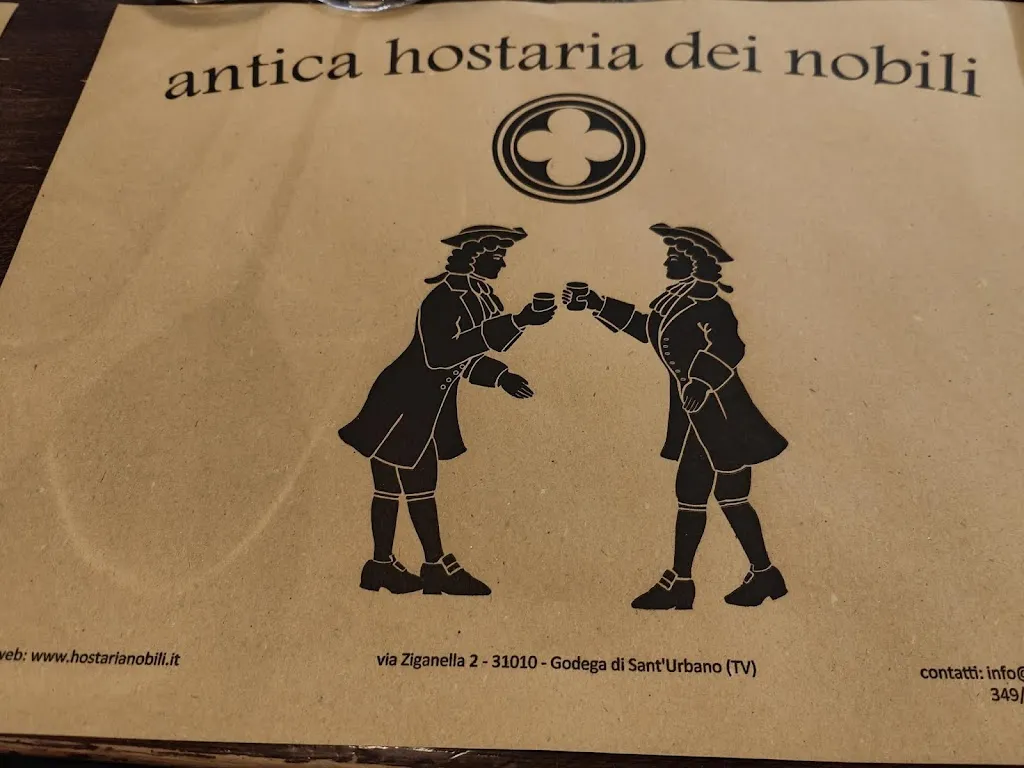 antica hostaria dei nobili
web: www.hostarianobili.it
via Ziganella 2 - 31010 - Godega di Sant'Urbano (TV)
contatti: info@
349/